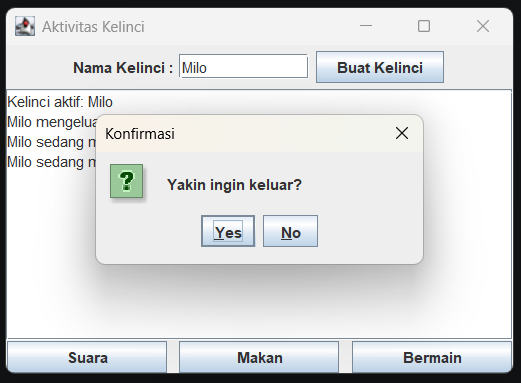 Aktivitas Kelinci
Nama Kelinci : Milo Buat Kelinci
Kelinci aktif: Milo
Milo
Milo sedang
Milo sedang
Konfirmasi
?
Yakin ingin keluar?
Yes No
Suara Makan Bermain